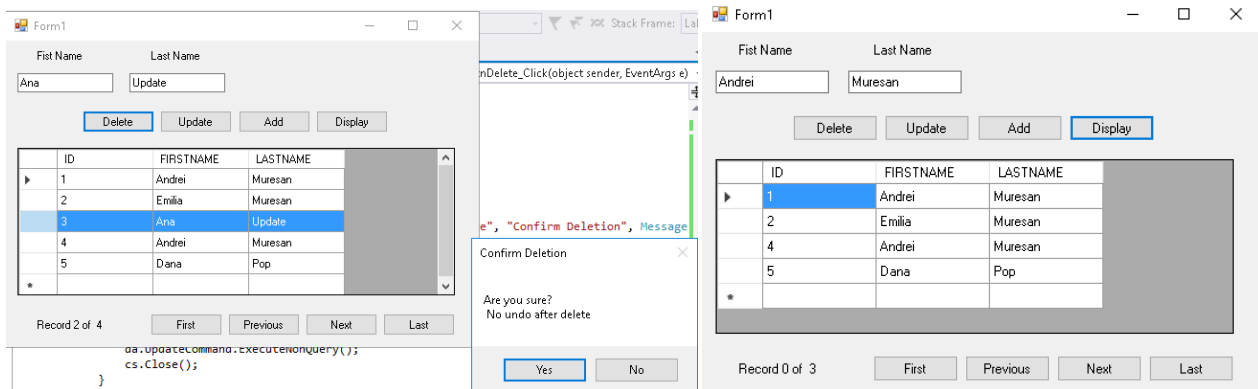 Form1
Fist Name Last Name
Ana Update
Delete Update Add Display
ID FIRSTNAME LASTNAME
1 Andrei Muresan
2 Emilia Muresan
3 Ana Update
4 Andrei Muresan
5 Dana Pop
*
Record 2 of 4 First Previous Next Last
da.UpdateCommand.ExecuteNonQuery();
cs.Close();
}
Stack Frame: Lal
nDelete_Click(object sender, EventArgs e)
e", "Confirm Deletion", Message
Confirm Deletion
Are you sure?
No undo after delete
Yes No
Form1
Fist Name Last Name
Andrei Muresan
Delete Update Add Display
ID FIRSTNAME LASTNAME
1 Andrei Muresan
2 Emilia Muresan
4 Andrei Muresan
5 Dana Pop
*
Record 0 of 3 First Previous Next Last